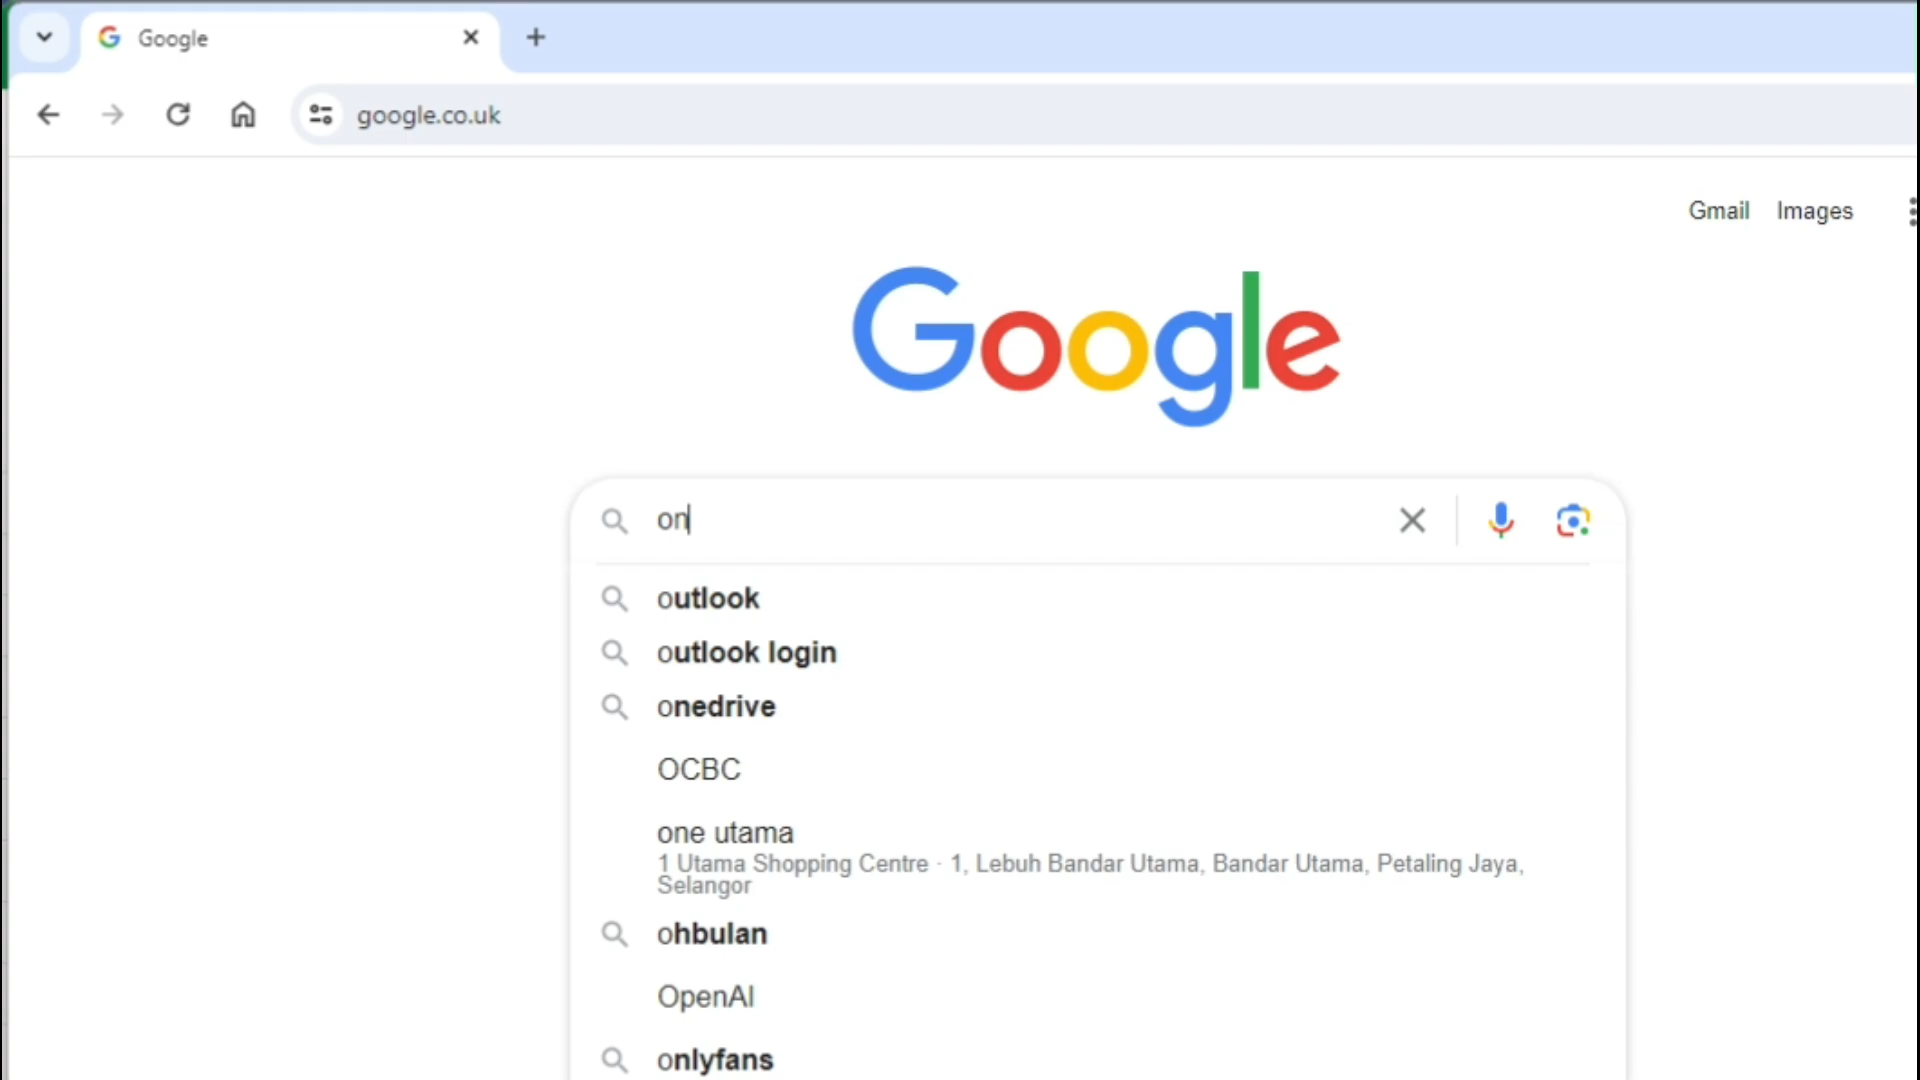 Google
google.co.uk
Gmail Images
Google
on
outlook
outlook login
onedrive
OCBC
one utama
1 Utama Shopping Centre · 1, Lebuh Bandar Utama, Bandar Utama, Petaling Jaya,
Selangor
ohbulan
OpenAI
onlyfans